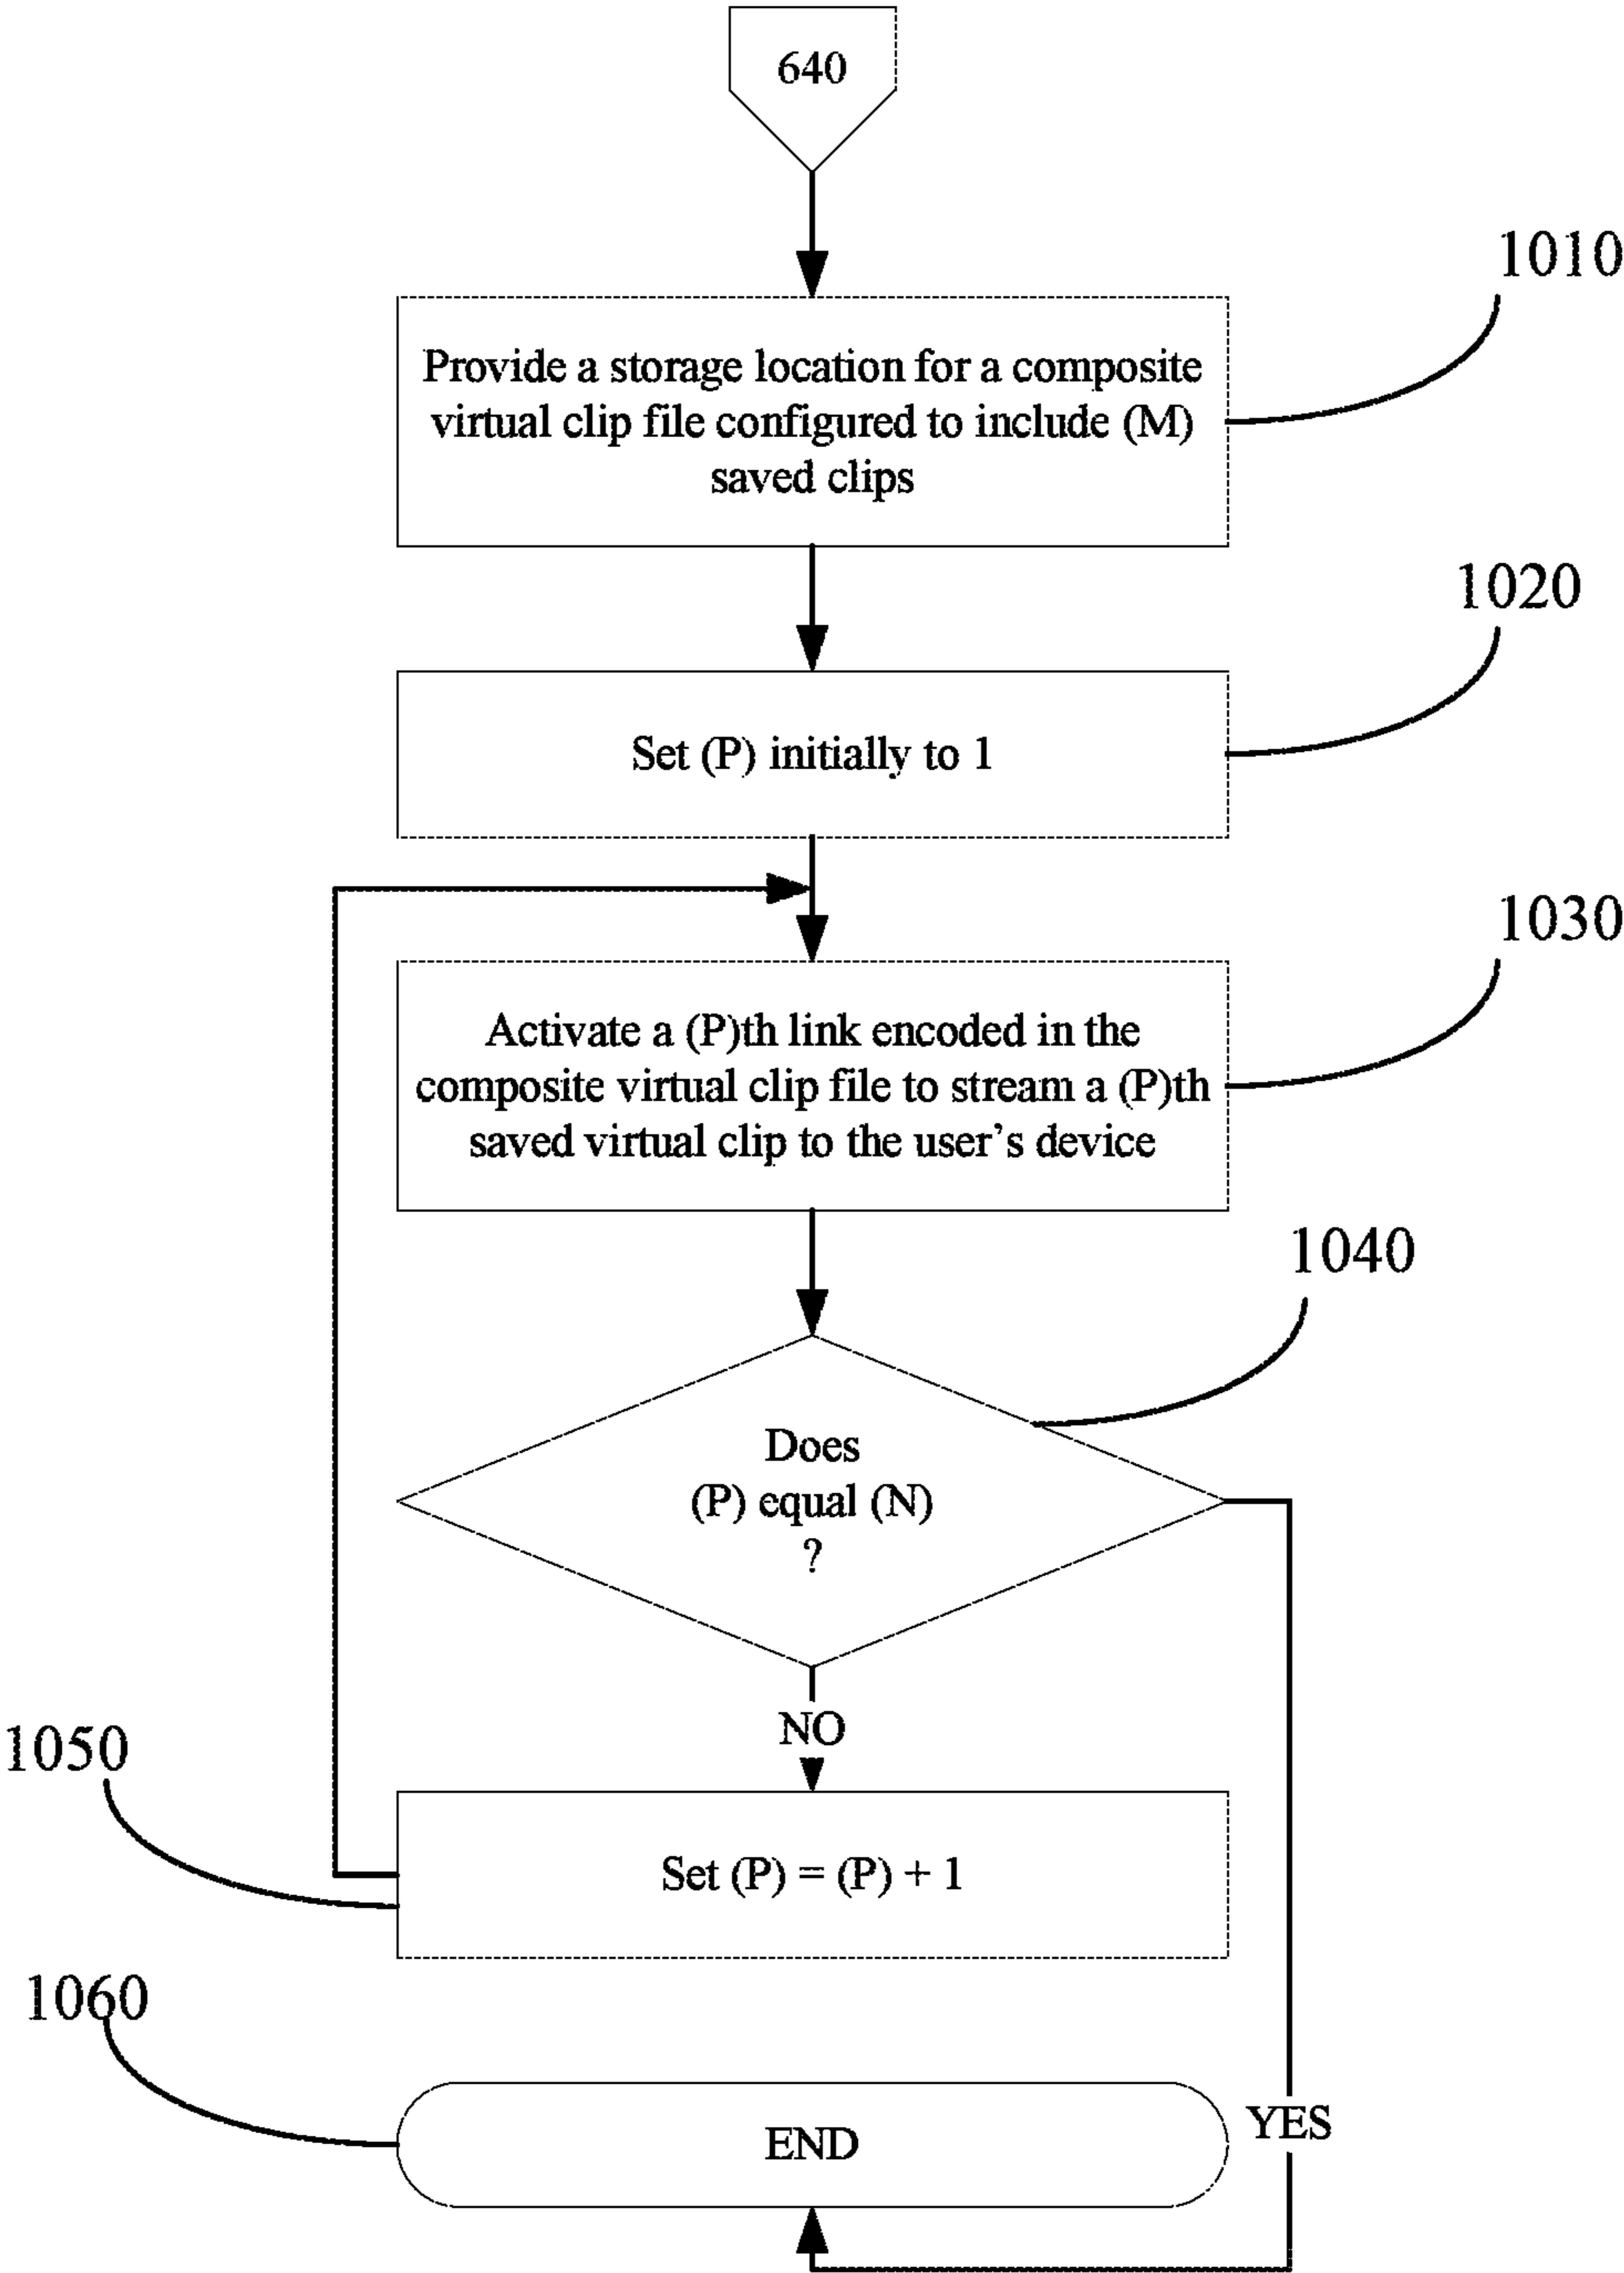 640
1010
Provide a storage location for a composite
virtual clip file configured to include (M)
saved clips
1020
Set (P) initially to 1
1030
Activate a (P)th link encoded in the
composite virtual clip file to stream a (P)th
saved virtual clip to the user's device
1040
Does
(P) equal (N)
?
NO
1050
Set (P) = (P) + 1
1060
END
YES